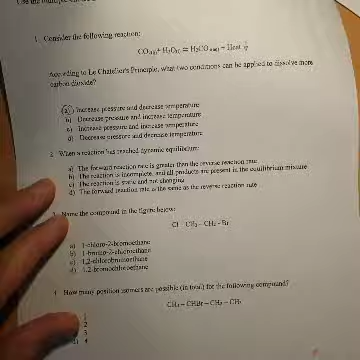 1. Consider the following reaction:
CO₂(g) + H₂O(l) ⇌ H₂CO₃(aq) + Heat
According to Le Chatelier's Principle, what two conditions can be applied to dissolve more
carbon dioxide?
a) Increase pressure and decrease temperature
b) Decrease pressure and increase temperature
c) Increase pressure and increase temperature
d) Decrease pressure and decrease temperature
2. When a reaction has reached dynamic equilibrium:
a) The forward reaction rate is greater than the reverse reaction rate
b) The reaction is incomplete, and all products are present in the equilibrium mixture
c) The reaction is static and not changing
d) The forward reaction rate is the same as the reverse reaction rate
Name the compound in the figure below:
Cl - CH₂ - CH₂ - Br
a) 1-chloro-2-bromoethane
b) 1-bromo-2-chloroethane
c) 1,2-chlorobromoethane
d) 1,2-bromochloroethane
4. How many position isomers are possible (in total) for the following compound?
CH₃ - CHBr - CH₂ - CH₃
1
2
3
4